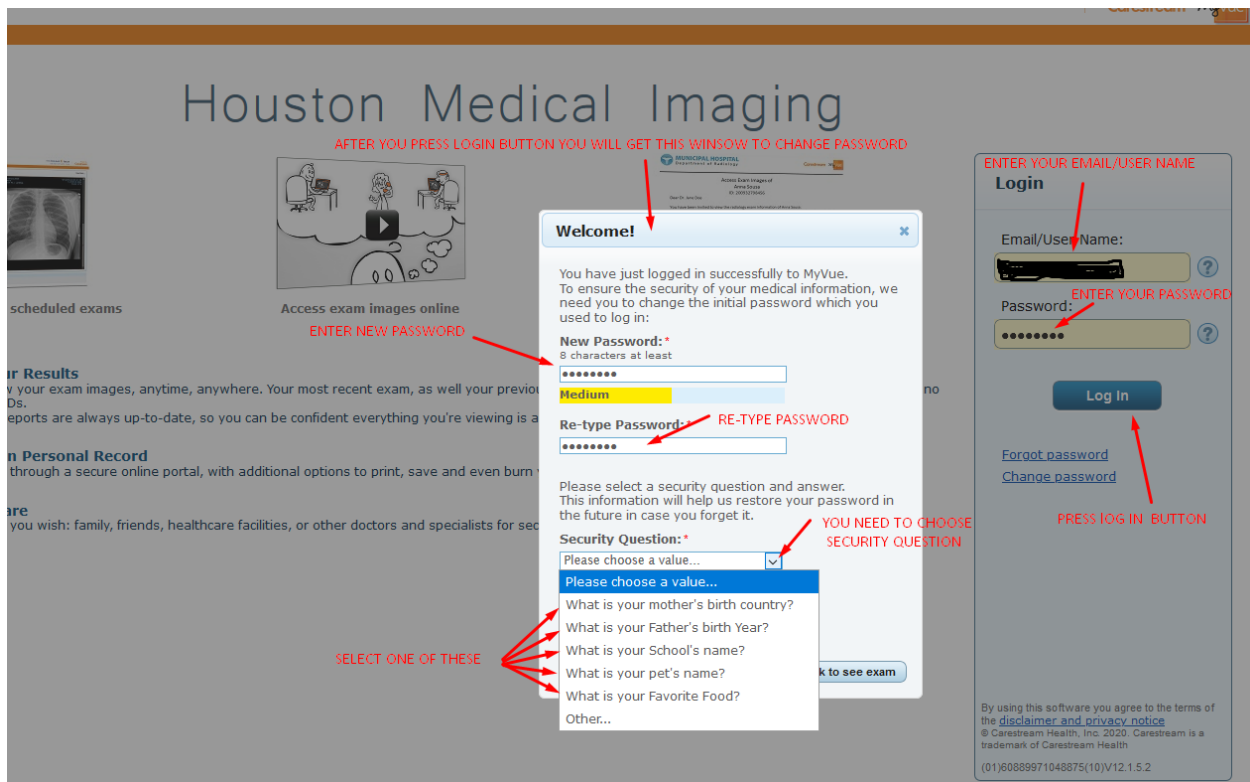 Carestream MyVue
Houston Medical Imaging
AFTER YOU PRESS LOGIN BUTTON YOU WILL GET THIS WINSOW TO CHANGE PASSWORD
MUNICIPAL HOSPITAL
Department of Radiology
Access Exam Images of
Anna Sousa
scheduled exams
Access exam images online
ENTER NEW PASSWORD
ur Results
w your exam images, anytime, anywhere. Your most recent exam, as well your previou
no
Ds.
eports are always up-to-date, so you can be confident everything you're viewing is a
n Personal Record
through a secure online portal, with additional options to print, save and even burn
are
you wish: family, friends, healthcare facilities, or other doctors and specialists for sec
Welcome!
You have just logged in successfully to MyVue.
To ensure the security of your medical information, we
need you to change the initial password which you
used to log in:
New Password:*
8 characters at least
Medium
Re-type Password:*
RE-TYPE PASSWORD
Please select a security question and answer.
This information will help us restore your password in
the future in case you forget it.
YOU NEED TO CHOOSE
SECURITY QUESTION
Security Question:*
Please choose a value...
Please choose a value...
What is your mother's birth country?
What is your Father's birth Year?
What is your School's name?
What is your pet's name?
What is your Favorite Food?
Other...
SELECT ONE OF THESE
k to see exam
ENTER YOUR EMAIL/USER NAME
Login
Email/User Name:
ENTER YOUR PASSWORD
Password:
Log In
Forgot password
Change password
PRESS lOG IN BUTTON
By using this software you agree to the terms of
the disclaimer and privacy notice
© Carestream Health, Inc. 2020. Carestream is a
trademark of Carestream Health
(01)60889971048875(10)V12.1.5.2